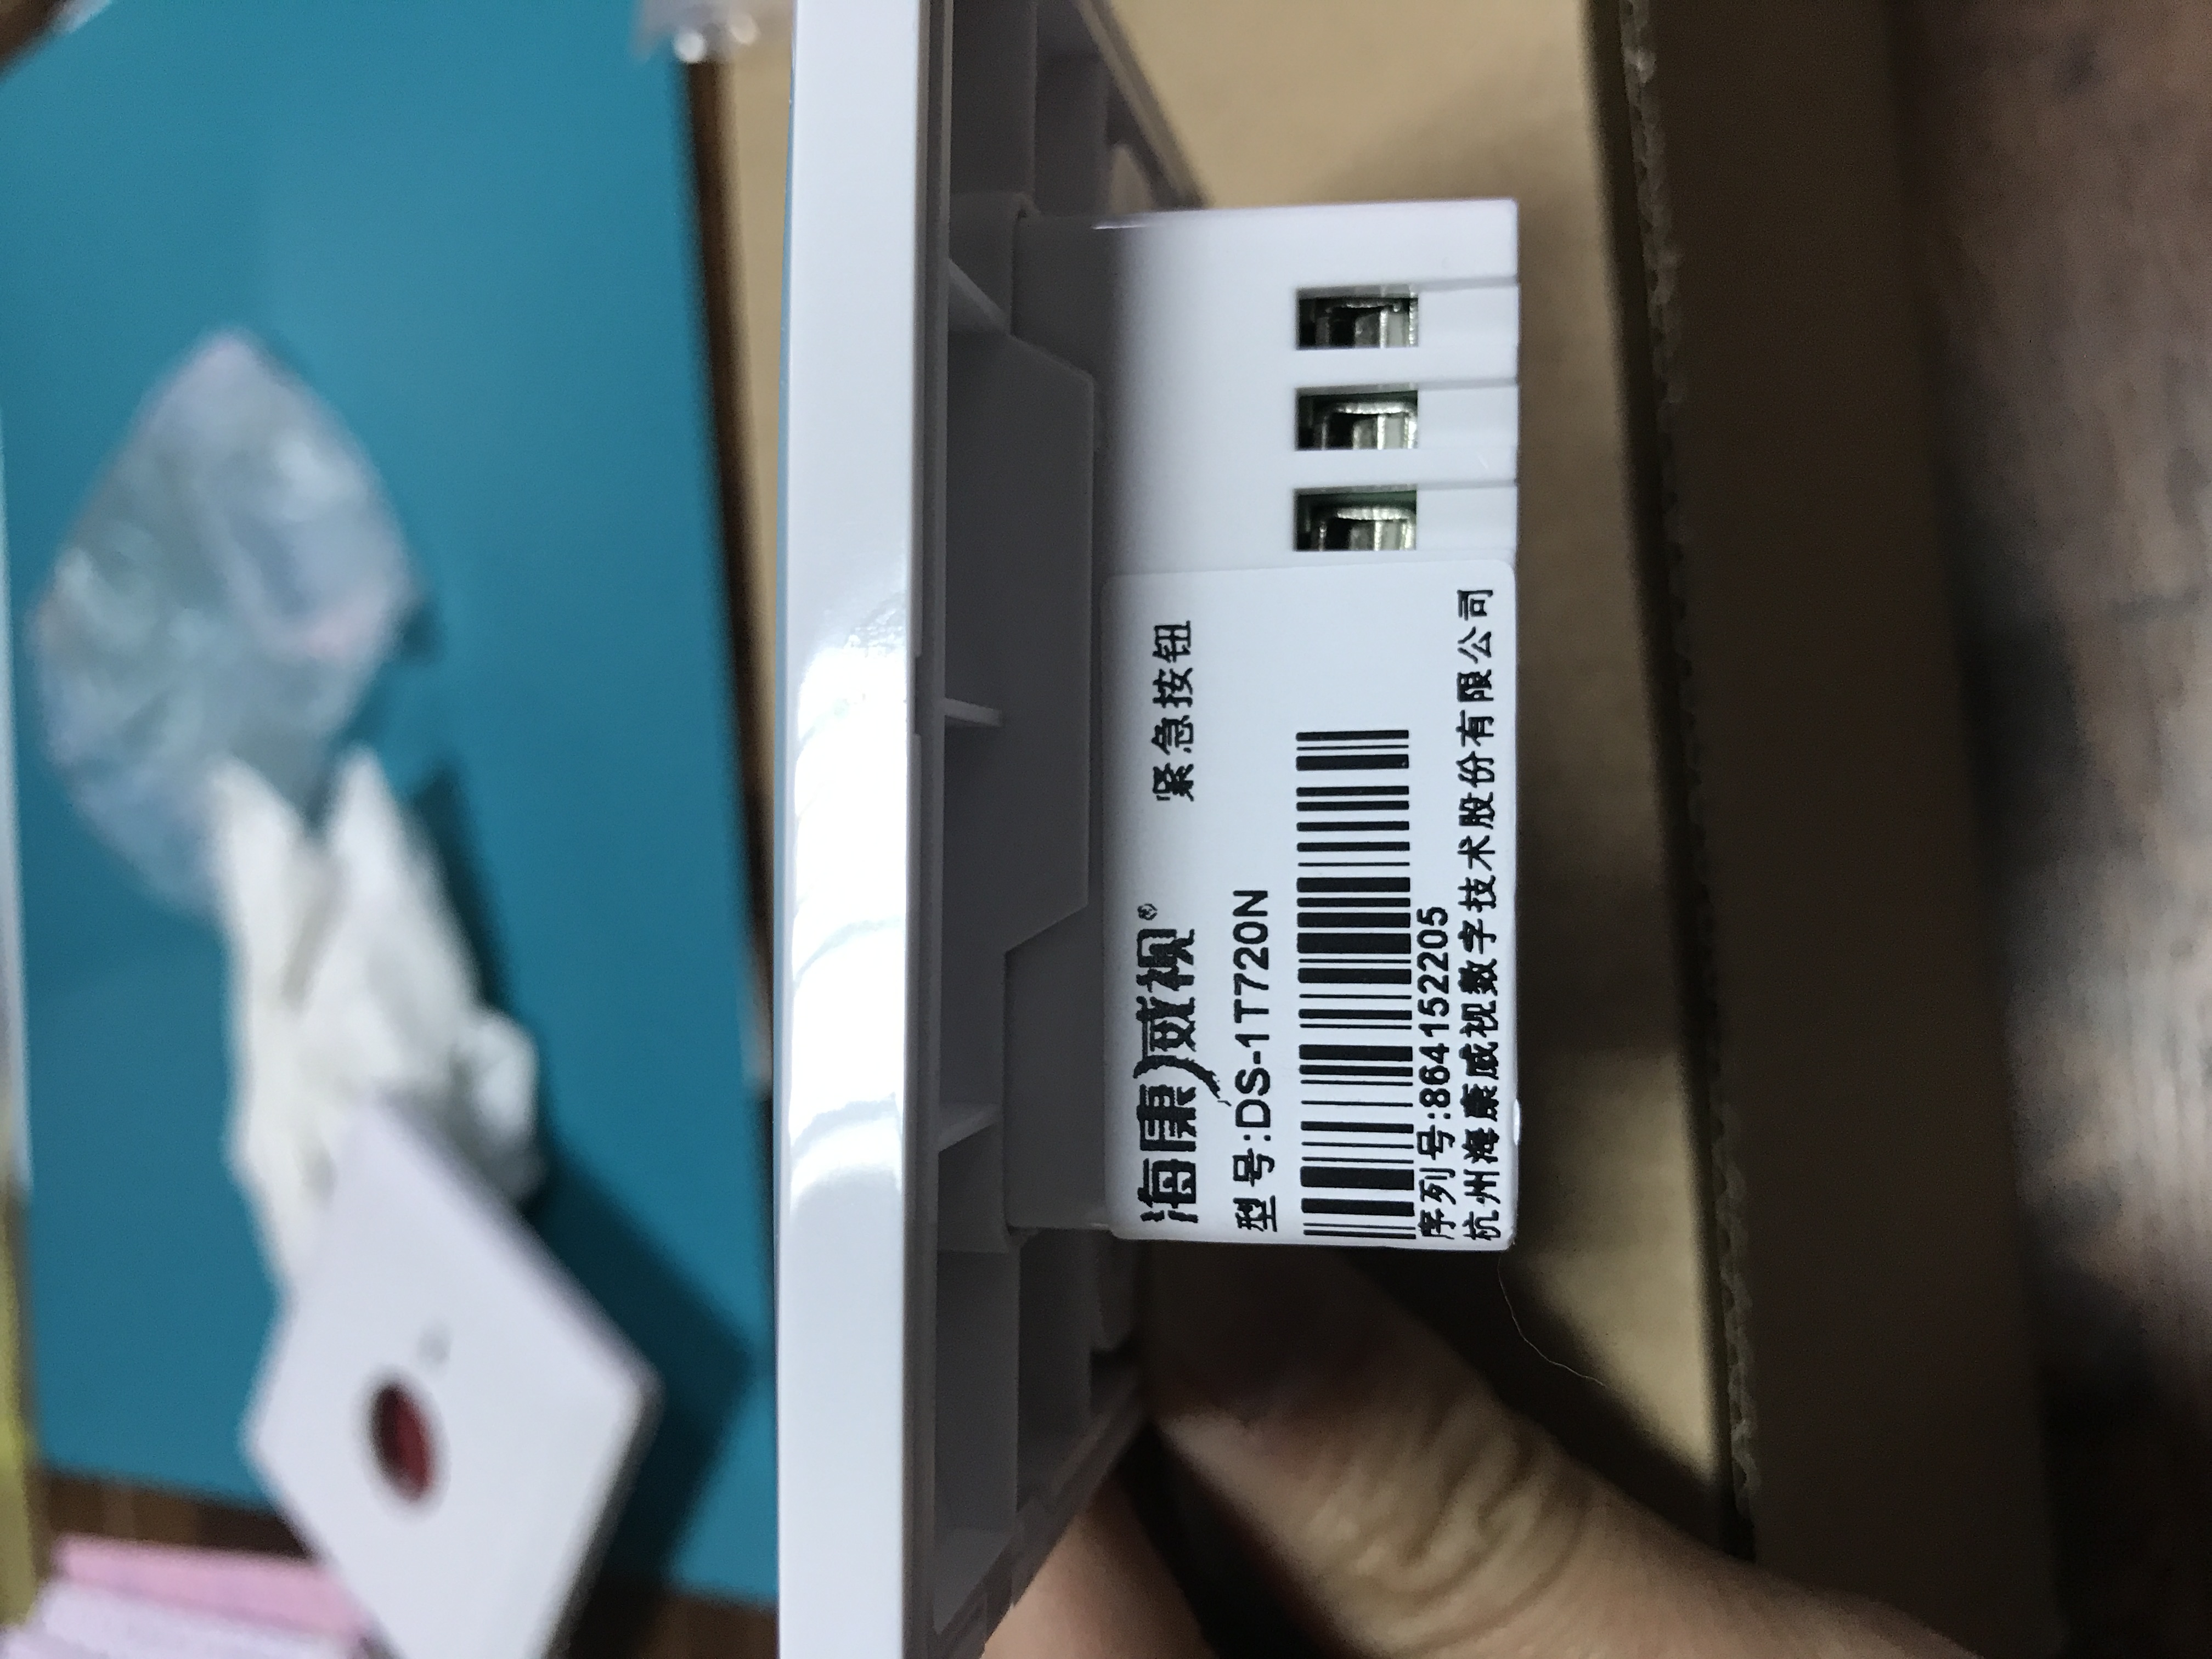 海康威视® 紧急按钮
型号:DS-1T720N
序列号:864152205
杭州海康威视数字技术股份有限公司